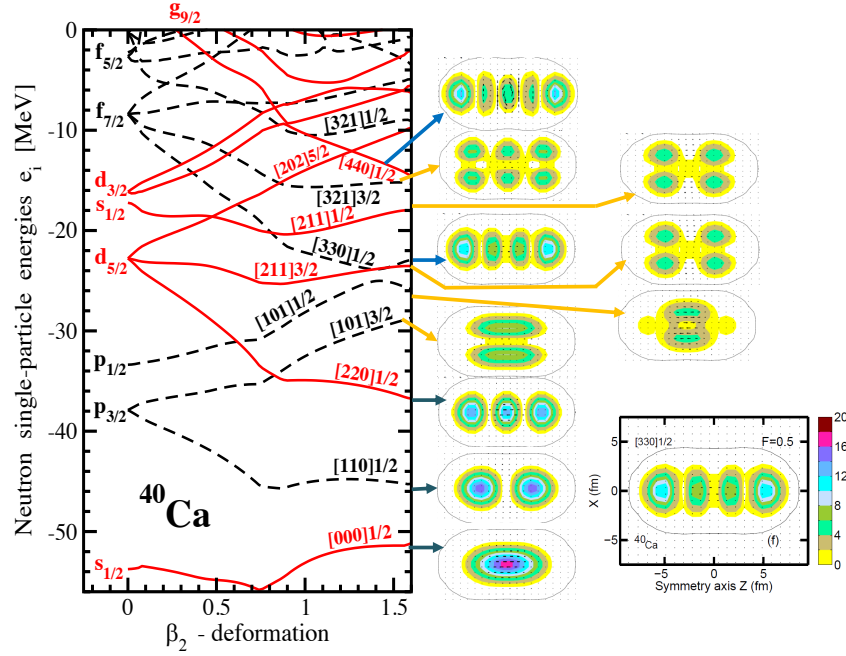 g9/2
0
-10
-20
-30
-40
-50
Neutron single-particle energies e_i [MeV]
f5/2
f7/2
d3/2
s1/2
d5/2
p1/2
p3/2
s1/2
[321]1/2
[202]5/2
[440]1/2
[321]3/2
[211]1/2
[330]1/2
[211]3/2
[101]1/2
[101]3/2
[220]1/2
[110]1/2
40Ca
[000]1/2
0 0.5 1 1.5
β2 - deformation
[330]1/2 F=0.5
40Ca (f)
X (fm)
5
0
−5
−5 0 5
Symmetry axis Z (fm)
20
16
12
8
4
0